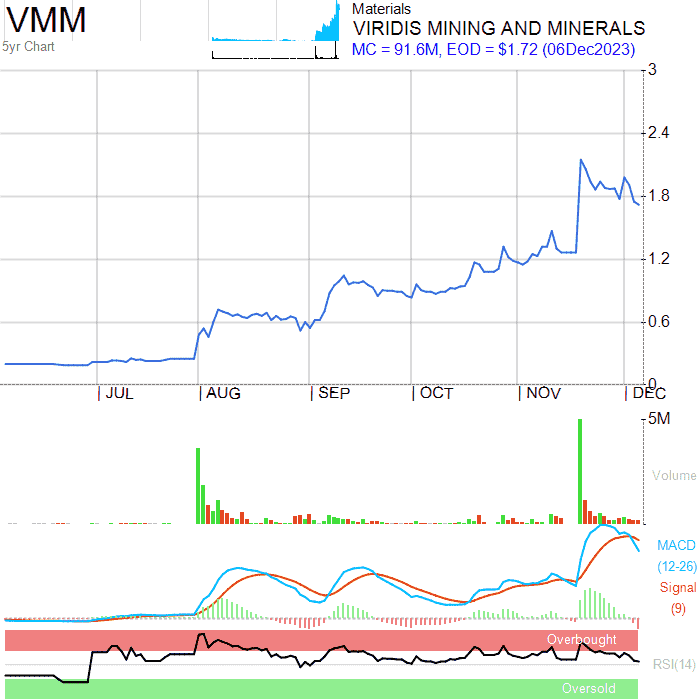 VMM
5yr Chart
Materials
VIRIDIS MINING AND MINERALS
MC = 91.6M, EOD = $1.72 (06Dec2023)
3
2.4
1.8
1.2
0.6
0
JUL AUG SEP OCT NOV DEC
5M
Volume
MACD
(12-26)
Signal
(9)
Overbought
RSI(14)
Oversold